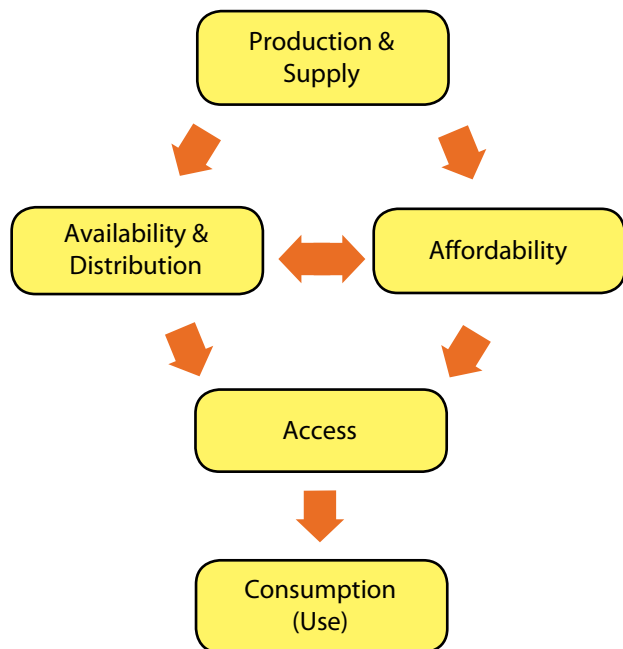 Production &
Supply
Availability &
Distribution
Affordability
Access
Consumption
(Use)